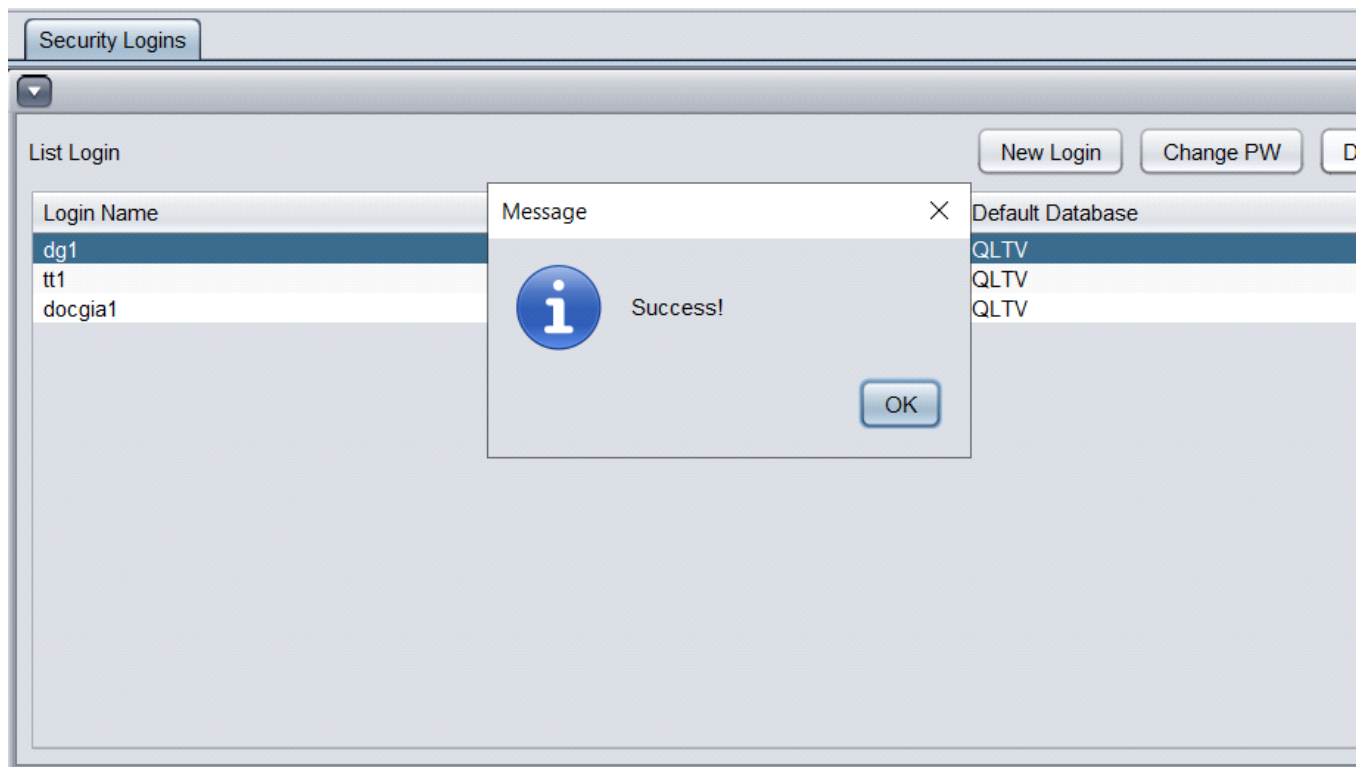 Security Logins
List Login
New Login
Change PW
D
Login Name
Default Database
Message
dg1
QLTV
tt1
QLTV
docgia1
QLTV
Success!
OK